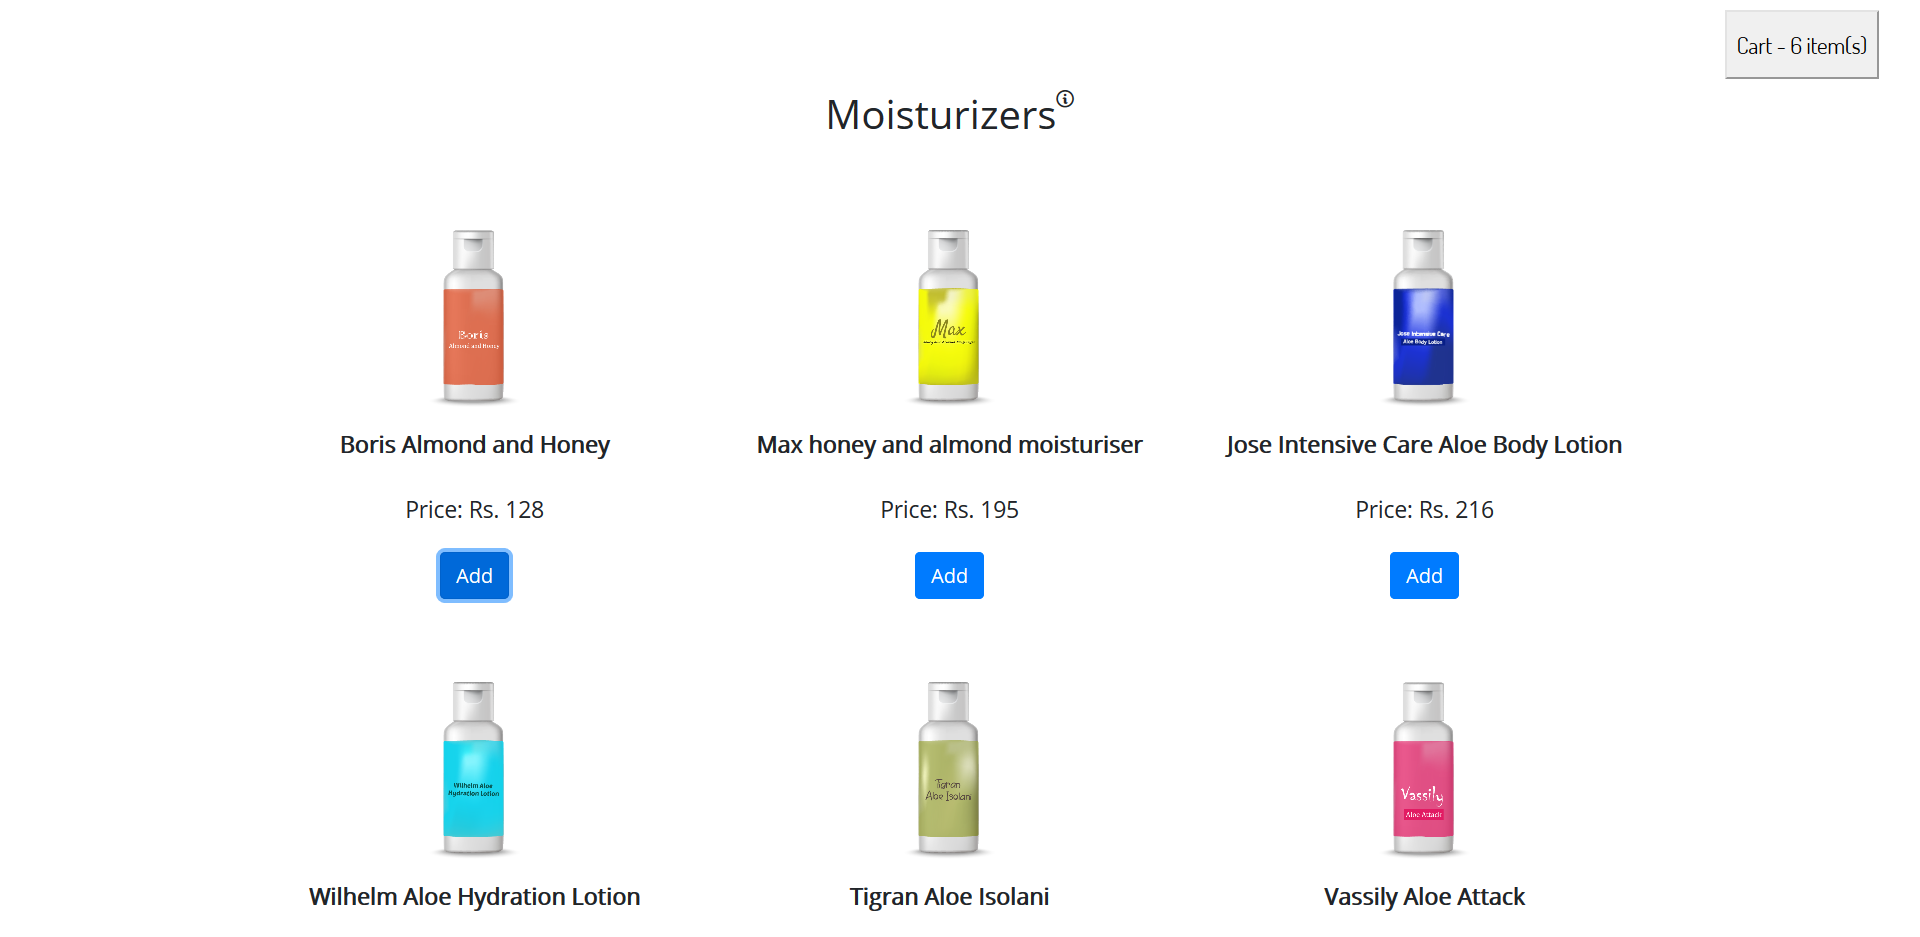 Cart - 6 item(s)
Moisturizers
Boris
Almond and Honey
Max
Jose Intensive Care
Aloe Body Lotion
Boris Almond and Honey
Max honey and almond moisturiser
Jose Intensive Care Aloe Body Lotion
Price: Rs. 128
Price: Rs. 195
Price: Rs. 216
Add
Add
Add
Wilhelm Aloe
Hydration Lotion
Tigran
Aloe Isolani
Vassily
Aloe Attack
Wilhelm Aloe Hydration Lotion
Tigran Aloe Isolani
Vassily Aloe Attack